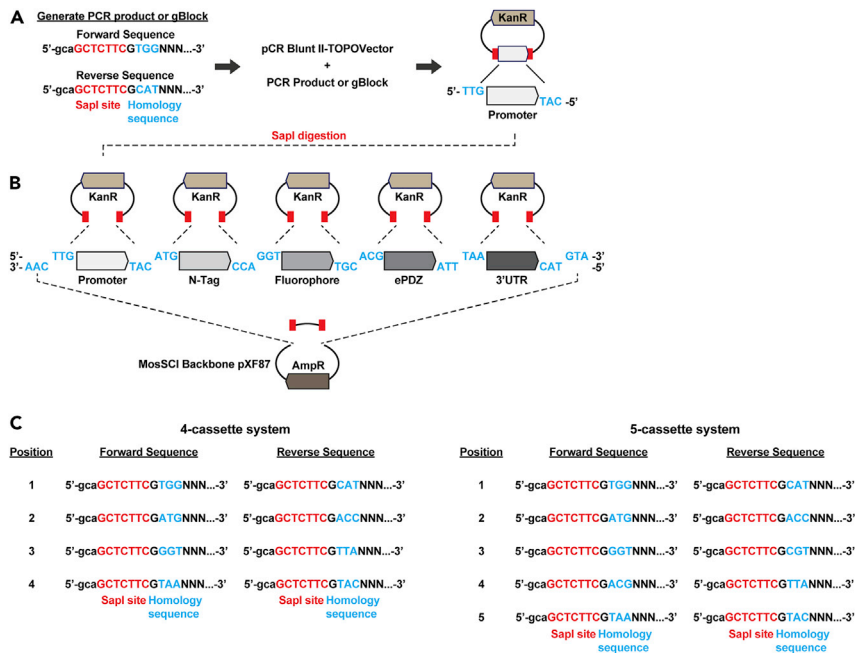 A
Generate PCR product or gBlock
Forward Sequence
5'-gcaGCTCTTCGTGGNNN...-3'
Reverse Sequence
5'-gcaGCTCTTCGCATNNN...-3'
SapI site Homology
sequence
pCR Blunt II-TOPOVector
+
PCR Product or gBlock
KanR
5'- TTG
TAC -5'
Promoter
SapI digestion
B
KanR KanR KanR KanR KanR
5'- TTG ATG GGT ACG TAA GTA -3'
3'- AAC TAC CCA TGC ATT CAT -5'
Promoter N-Tag Fluorophore ePDZ 3'UTR
MosSCI Backbone pXF87
AmpR
C
4-cassette system
Position Forward Sequence Reverse Sequence
1 5'-gcaGCTCTTCGTGGNNN...-3' 5'-gcaGCTCTTCGCATNNN...-3'
2 5'-gcaGCTCTTCGATGNNN...-3' 5'-gcaGCTCTTCGACCNNN...-3'
3 5'-gcaGCTCTTCGGGTNNN...-3' 5'-gcaGCTCTTCGTTANNN...-3'
4 5'-gcaGCTCTTCGTAANNN...-3' 5'-gcaGCTCTTCGTACNNN...-3'
SapI site Homology SapI site Homology
sequence sequence
5-cassette system
Position Forward Sequence Reverse Sequence
1 5'-gcaGCTCTTCGTGGNNN...-3' 5'-gcaGCTCTTCGCATNNN...-3'
2 5'-gcaGCTCTTCGATGNNN...-3' 5'-gcaGCTCTTCGACCNNN...-3'
3 5'-gcaGCTCTTCGGGTNNN...-3' 5'-gcaGCTCTTCGCGTNNN...-3'
4 5'-gcaGCTCTTCGACGNNN...-3' 5'-gcaGCTCTTCGTTANNN...-3'
5 5'-gcaGCTCTTCGTAANNN...-3' 5'-gcaGCTCTTCGTACNNN...-3'
SapI site Homology SapI site Homology
sequence sequence